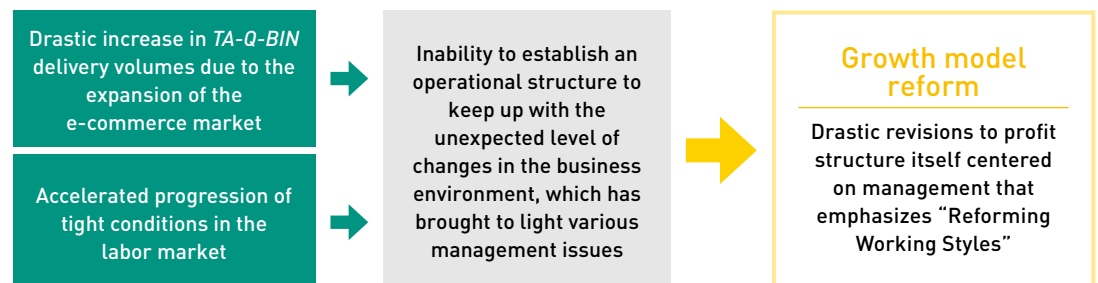 Drastic increase in TA-Q-BIN
delivery volumes due to the
expansion of the
e-commerce market
Accelerated progression of
tight conditions in the
labor market
Inability to establish an
operational structure to
keep up with the
unexpected level of
changes in the business
environment, which has
brought to light various
management issues
Growth model
reform
Drastic revisions to profit
structure itself centered
on management that
emphasizes “Reforming
Working Styles”